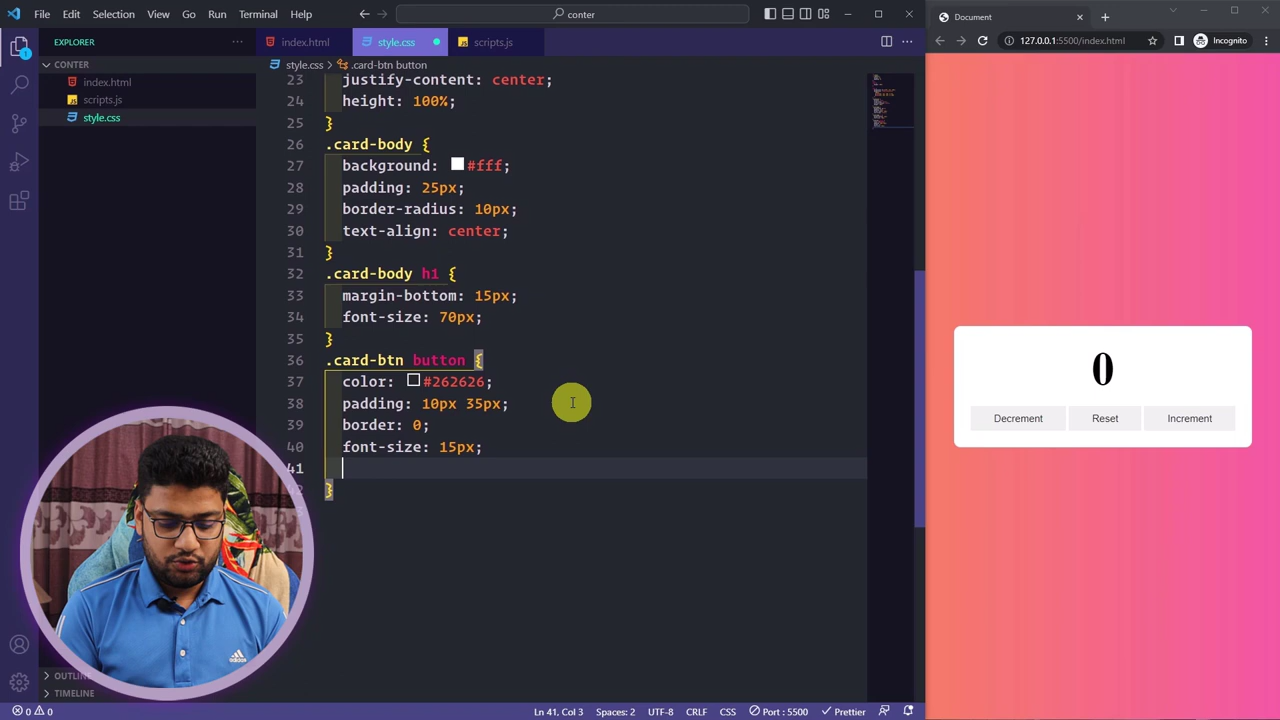 File Edit Selection View Go Run Terminal Help
conter
EXPLORER
CONTER
index.html
scripts.js
style.css
OUTLINE
TIMELINE
index.html style.css scripts.js
style.css > .card-btn button
23 justify-content: center;
24 height: 100%;
25 }
26 .card-body {
27 background: #fff;
28 padding: 25px;
29 border-radius: 10px;
30 text-align: center;
31 }
32 .card-body h1 {
33 margin-bottom: 15px;
34 font-size: 70px;
35 }
36 .card-btn button {
37 color: #262626;
38 padding: 10px 35px;
39 border: 0;
40 font-size: 15px;
41
}
adidas
0 0
Ln 41, Col 3 Spaces: 2 UTF-8 CRLF CSS Port : 5500 Prettier
Document
127.0.0.1:5500/index.html
Incognito
0
Decrement Reset Increment